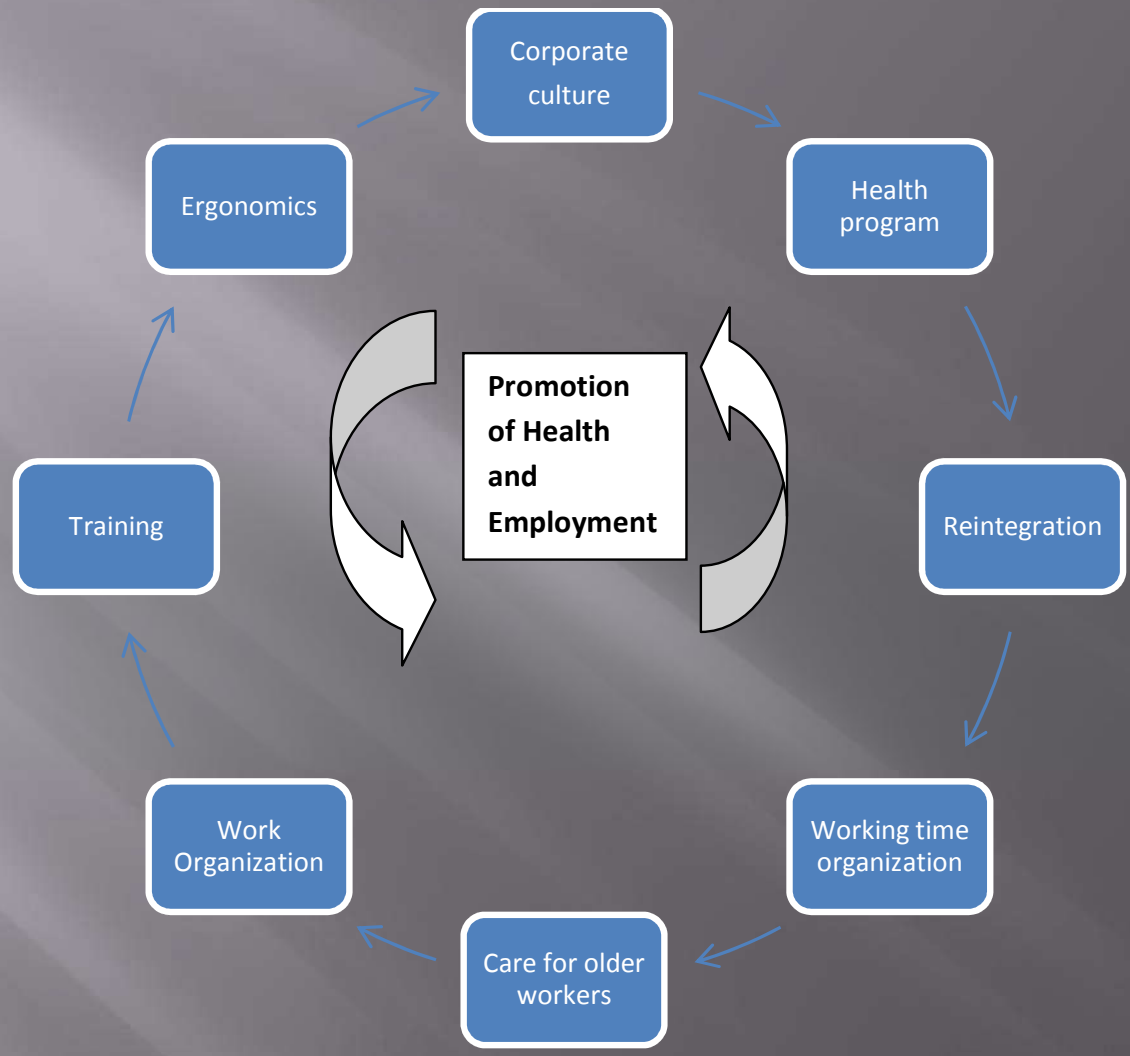 Corporate
culture
Health
program
Reintegration
Working time
organization
Care for older
workers
Work
Organization
Training
Ergonomics
Promotion
of Health
and
Employment